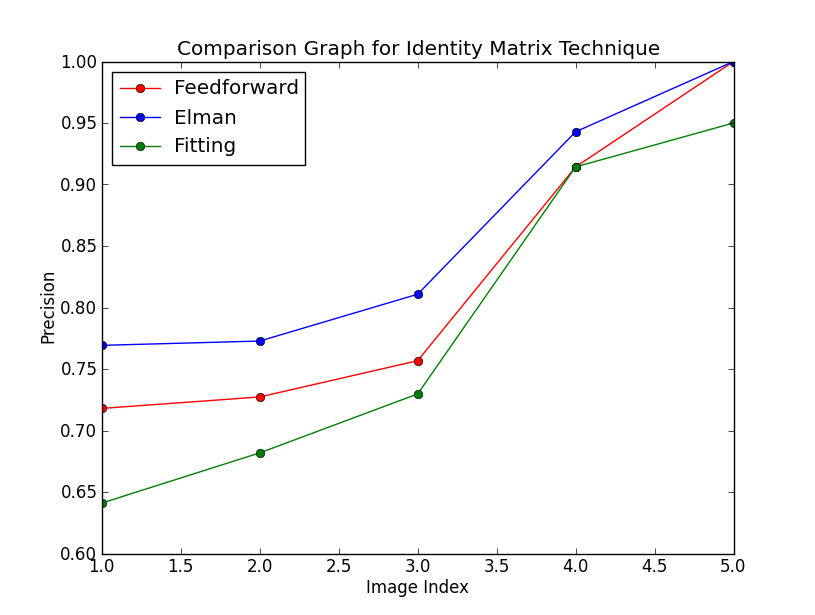 Comparison Graph for Identity Matrix Technique
1.00
0.95
0.90
0.85
0.80
0.75
0.70
0.65
0.60
Precision
Feedforward
Elman
Fitting
1.0 1.5 2.0 2.5 3.0 3.5 4.0 4.5 5.0
Image Index